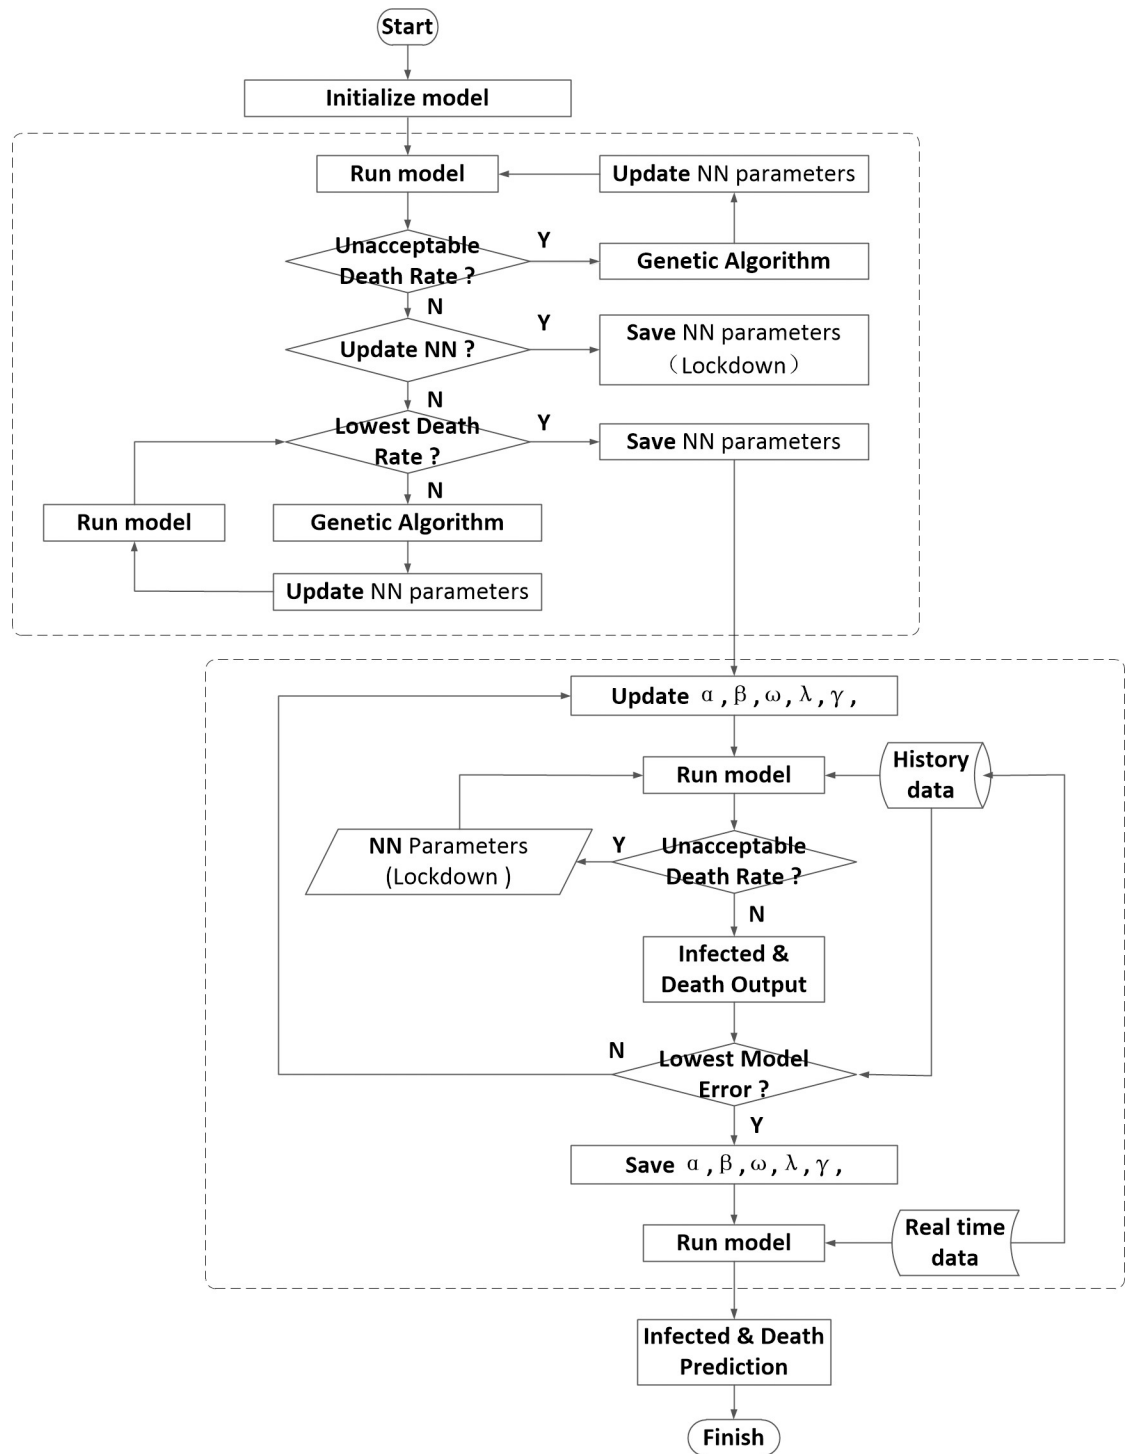 Start
Initialize model
Run model
Update NN parameters
Unacceptable
Death Rate ?
Y
Genetic Algorithm
N
Update NN ?
Y
Save NN parameters
（Lockdown）
N
Lowest Death
Rate ?
Y
Save NN parameters
N
Run model
Genetic Algorithm
Update NN parameters
Update α , β , ω , λ , γ ,
Run model
History
data
NN Parameters
(Lockdown )
Y
Unacceptable
Death Rate ?
N
Infected &
Death Output
N
Lowest Model
Error ?
Y
Save α , β , ω , λ , γ ,
Run model
Real time
data
Infected & Death
Prediction
Finish